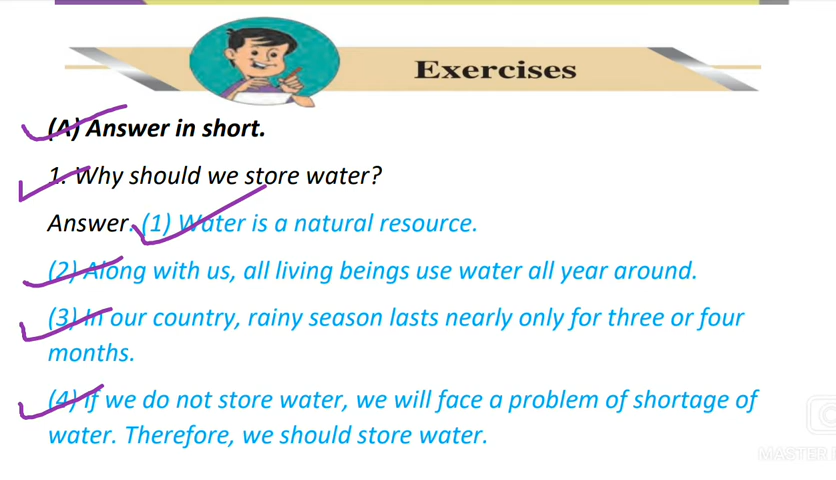 Exercises
(A) Answer in short.
1. Why should we store water?
Answer. (1) Water is a natural resource.
(2) Along with us, all living beings use water all year around.
(3) In our country, rainy season lasts nearly only for three or four
months.
(4) If we do not store water, we will face a problem of shortage of
water. Therefore, we should store water.